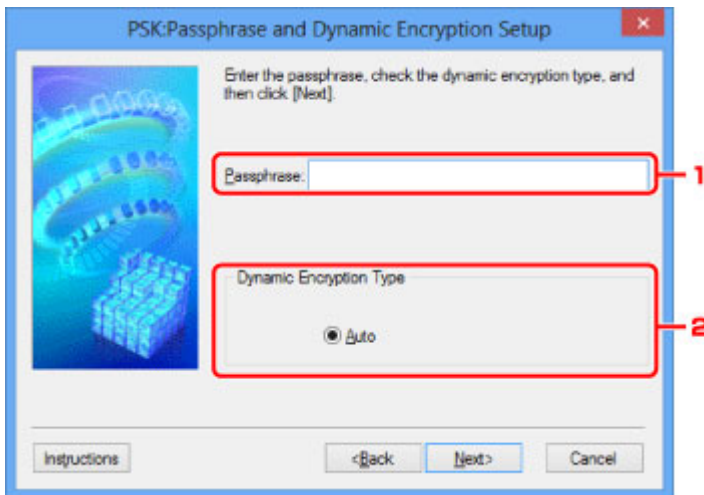 PSK:Passphrase and Dynamic Encryption Setup
Enter the passphrase, check the dynamic encryption type, and
then click [Next].
Passphrase:
1
Dynamic Encryption Type
Auto
2
Instructions
<Back
Next>
Cancel